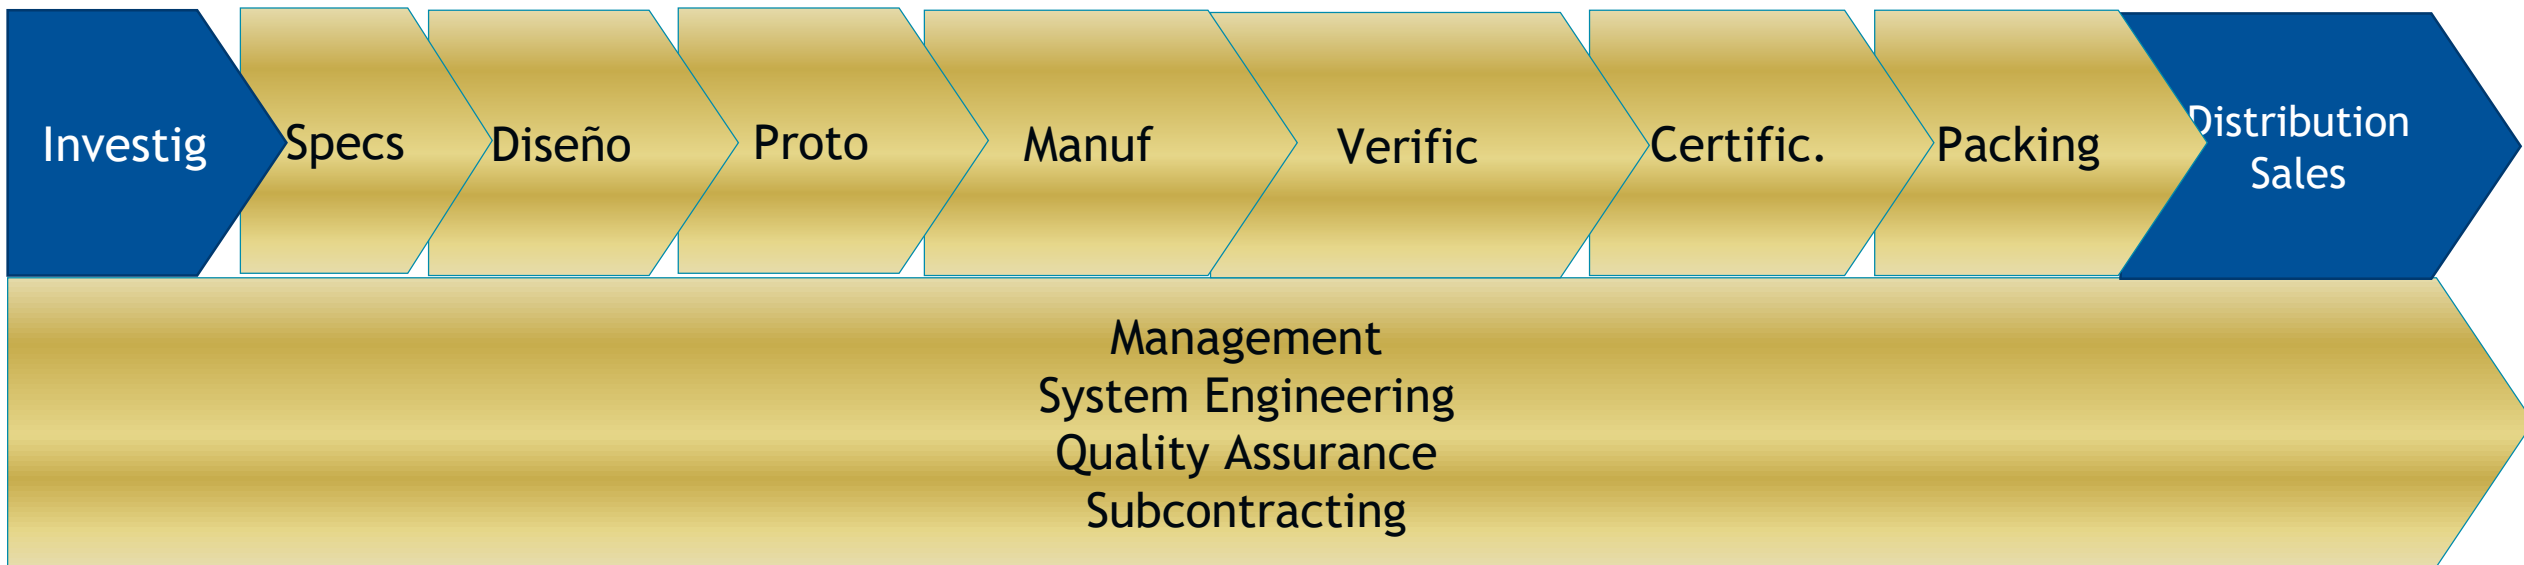 Investig
Specs
Diseño
Proto
Manuf
Verific
Certific.
Packing
Distribution
Sales
Management
System Engineering
Quality Assurance
Subcontracting